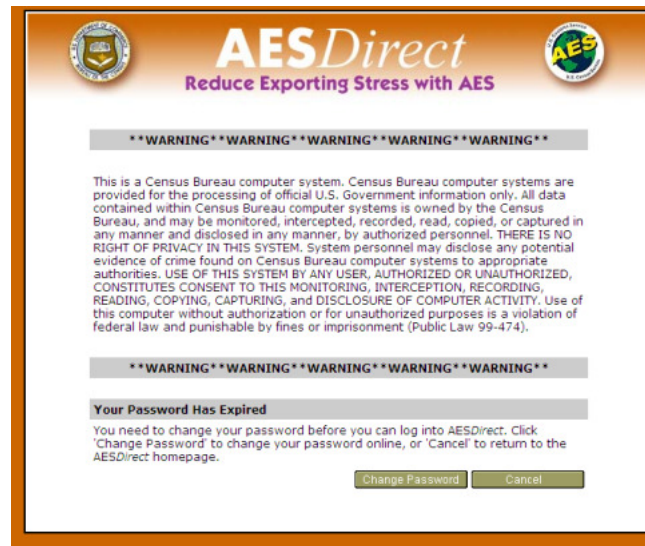 AESDirect
Reduce Exporting Stress with AES
AES
**WARNING**WARNING**WARNING**WARNING**WARNING**
This is a Census Bureau computer system. Census Bureau computer systems are
provided for the processing of official U.S. Government information only. All data
contained within Census Bureau computer systems is owned by the Census
Bureau, and may be monitored, intercepted, recorded, read, copied, or captured in
any manner and disclosed in any manner, by authorized personnel. THERE IS NO
RIGHT OF PRIVACY IN THIS SYSTEM. System personnel may disclose any potential
evidence of crime found on Census Bureau computer systems to appropriate
authorities. USE OF THIS SYSTEM BY ANY USER, AUTHORIZED OR UNAUTHORIZED,
CONSTITUTES CONSENT TO THIS MONITORING, INTERCEPTION, RECORDING,
READING, COPYING, CAPTURING, and DISCLOSURE OF COMPUTER ACTIVITY. Use of
this computer without authorization or for unauthorized purposes is a violation of
federal law and punishable by fines or imprisonment (Public Law 99-474).
**WARNING**WARNING**WARNING**WARNING**WARNING**
Your Password Has Expired
You need to change your password before you can log into AESDirect. Click
'Change Password' to change your password online, or 'Cancel' to return to the
AESDirect homepage.
Change Password Cancel